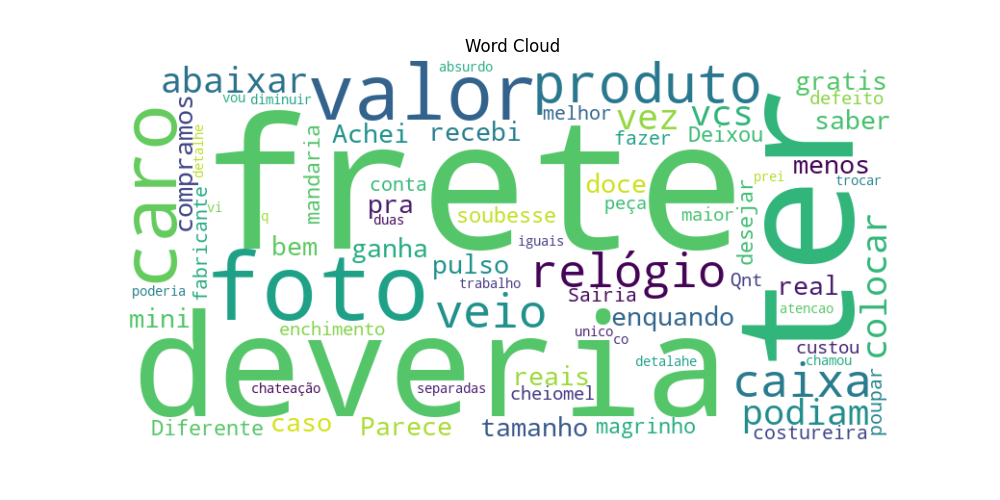 Word Cloud
absurdo
abaixar
valor
produto
gratis
vou
diminuir
melhor
vez
vcs
defeito
caro
compramos
detalhe
frete
mandaria
Achei
recebi
fazer
Deixou
saber
ter
menos
conta
pra
duas
doce
peça
maior
desejar
prei
trocar
fabricante
vi
q
soubesse
bem
ganha
iguais
colocar
poderia
foto
pulso
trabalho
relógio
Sairia
Qnt
real
atencao
mini
enchimento
veio
unico
co
enquando
custou
chamou
deveria
detalahe
chateação
separadas
reais
cheiomel
caixa
poupar
Diferente
caso
Parece
tamanho
magrinho
podiam
costureira